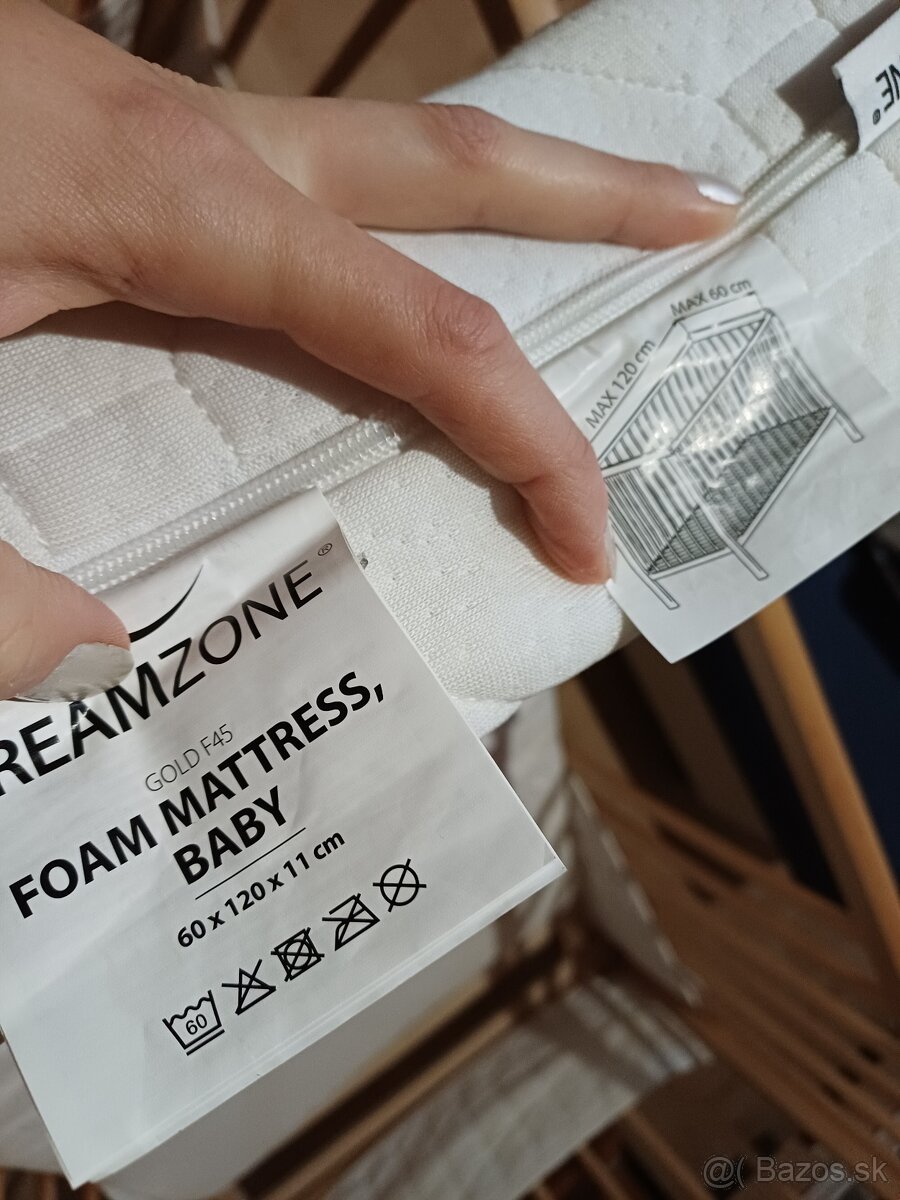 NE®
MAX 60 cm
MAX 120 cm
REAMZONE®
GOLD F45
FOAM MATTRESS,
BABY
60 x 120 x 11 cm
60
@( Bazos.sk